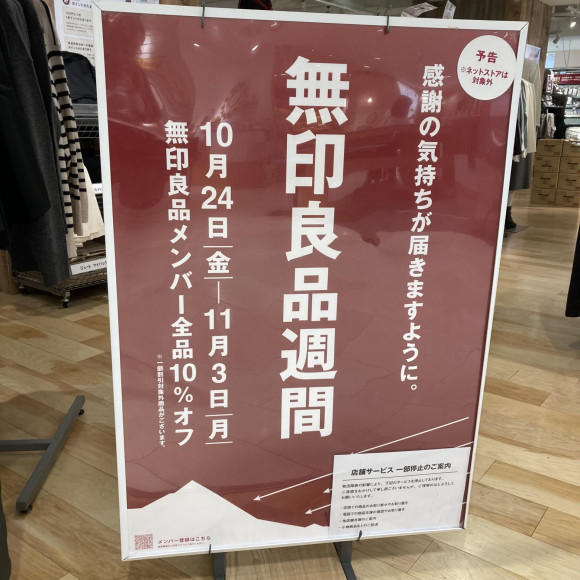 予告
※ネットストアは
対象外
感謝の気持ちが届きますように。
無印良品週間
10月24日|金|—11月3日|月|
無印良品メンバー全品10%オフ
※一部割引対象外商品がございます。
店舗サービス 一部停止のご案内
メンバー登録はこちら